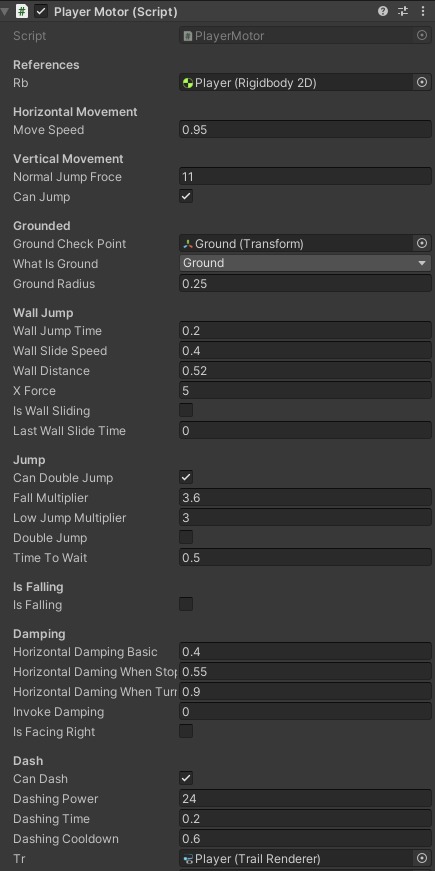 Player Motor (Script)
Script PlayerMotor
References
Rb Player (Rigidbody 2D)
Horizontal Movement
Move Speed 0.95
Vertical Movement
Normal Jump Froce 11
Can Jump
Grounded
Ground Check Point Ground (Transform)
What Is Ground Ground
Ground Radius 0.25
Wall Jump
Wall Jump Time 0.2
Wall Slide Speed 0.4
Wall Distance 0.52
X Force 5
Is Wall Sliding
Last Wall Slide Time 0
Jump
Can Double Jump
Fall Multiplier 3.6
Low Jump Multiplier 3
Double Jump
Time To Wait 0.5
Is Falling
Is Falling
Damping
Horizontal Damping Basic 0.4
Horizontal Daming When Stop 0.55
Horizontal Daming When Turr 0.9
Invoke Damping 0
Is Facing Right
Dash
Can Dash
Dashing Power 24
Dashing Time 0.2
Dashing Cooldown 0.6
Tr Player (Trail Renderer)